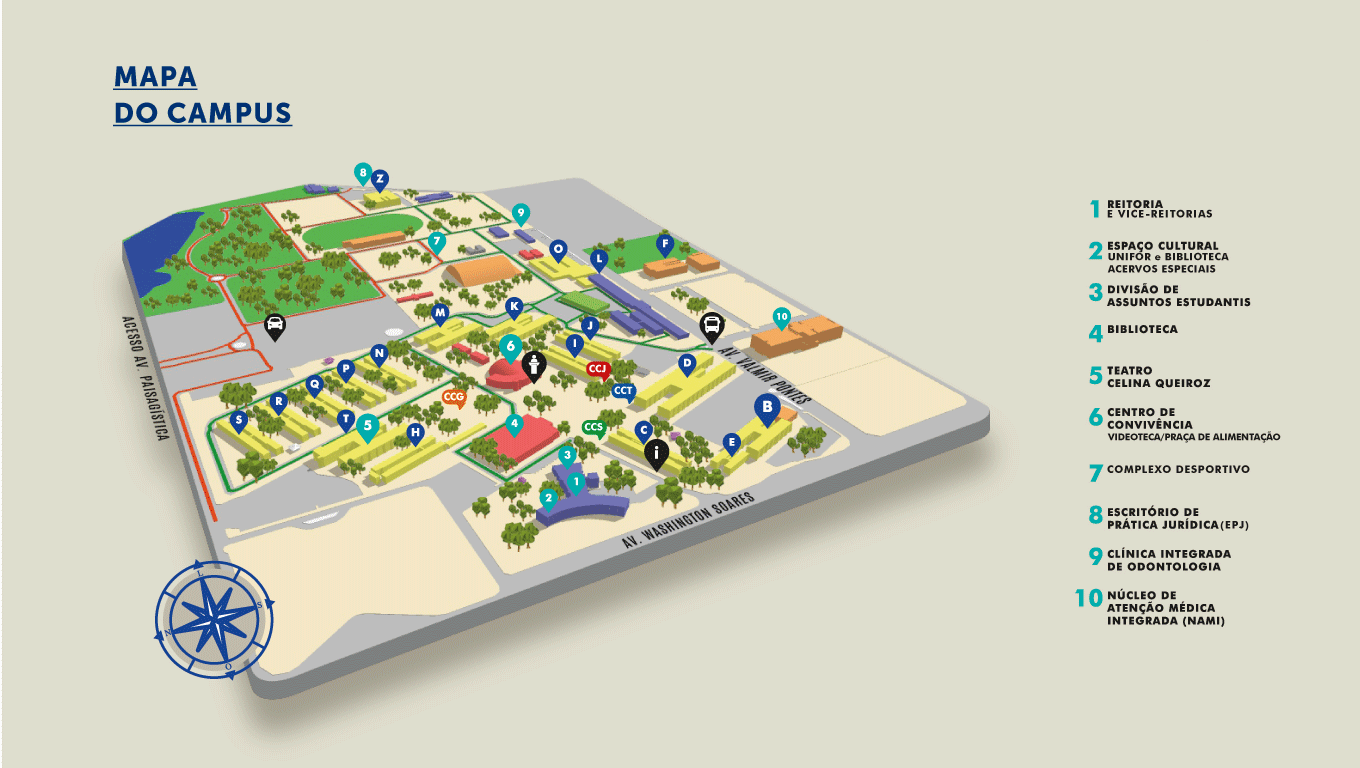 MAPA
DO CAMPUS
8
Z
9
7
O
L
F
M
K
J
I
6
10
N
P
Q
R
S
T
5
H
CCG
CCJ
CCT
CCS
D
B
C
E
i
4
3
1
2
ACESSO AV. PAISAGÍSTICA
AV. VALMIR PONTES
AV. WASHINGTON SOARES
L
S
N
O
1 REITORIA
E VICE-REITORIAS
2 ESPAÇO CULTURAL
UNIFOR e BIBLIOTECA
ACERVOS ESPECIAIS
3 DIVISÃO DE
ASSUNTOS ESTUDANTIS
4 BIBLIOTECA
5 TEATRO
CELINA QUEIROZ
6 CENTRO DE
CONVIVÊNCIA
VIDEOTECA/PRAÇA DE ALIMENTAÇÃO
7 COMPLEXO DESPORTIVO
8 ESCRITÓRIO DE
PRÁTICA JURÍDICA(EPJ)
9 CLÍNICA INTEGRADA
DE ODONTOLOGIA
10 NÚCLEO DE
ATENÇÃO MÉDICA
INTEGRADA (NAMI)